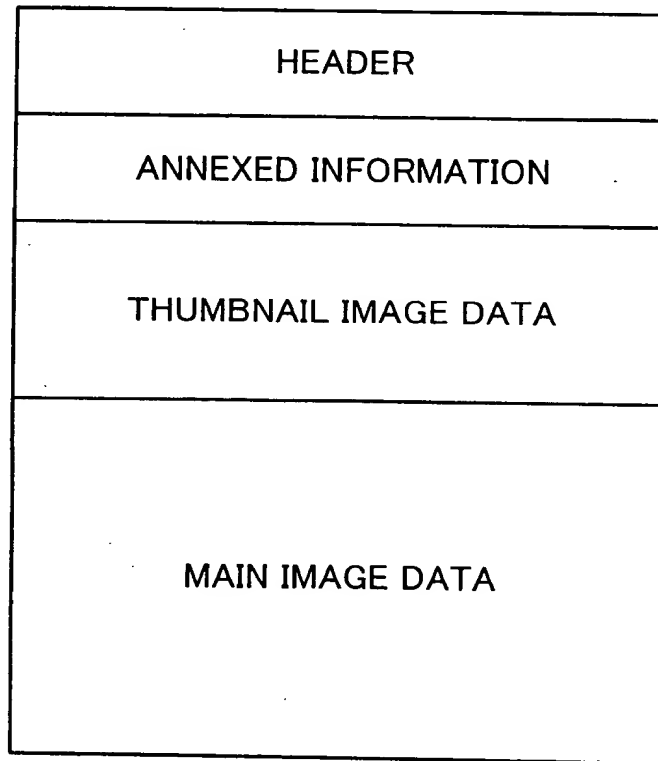 HEADER
ANNEXED INFORMATION
THUMBNAIL IMAGE DATA
MAIN IMAGE DATA